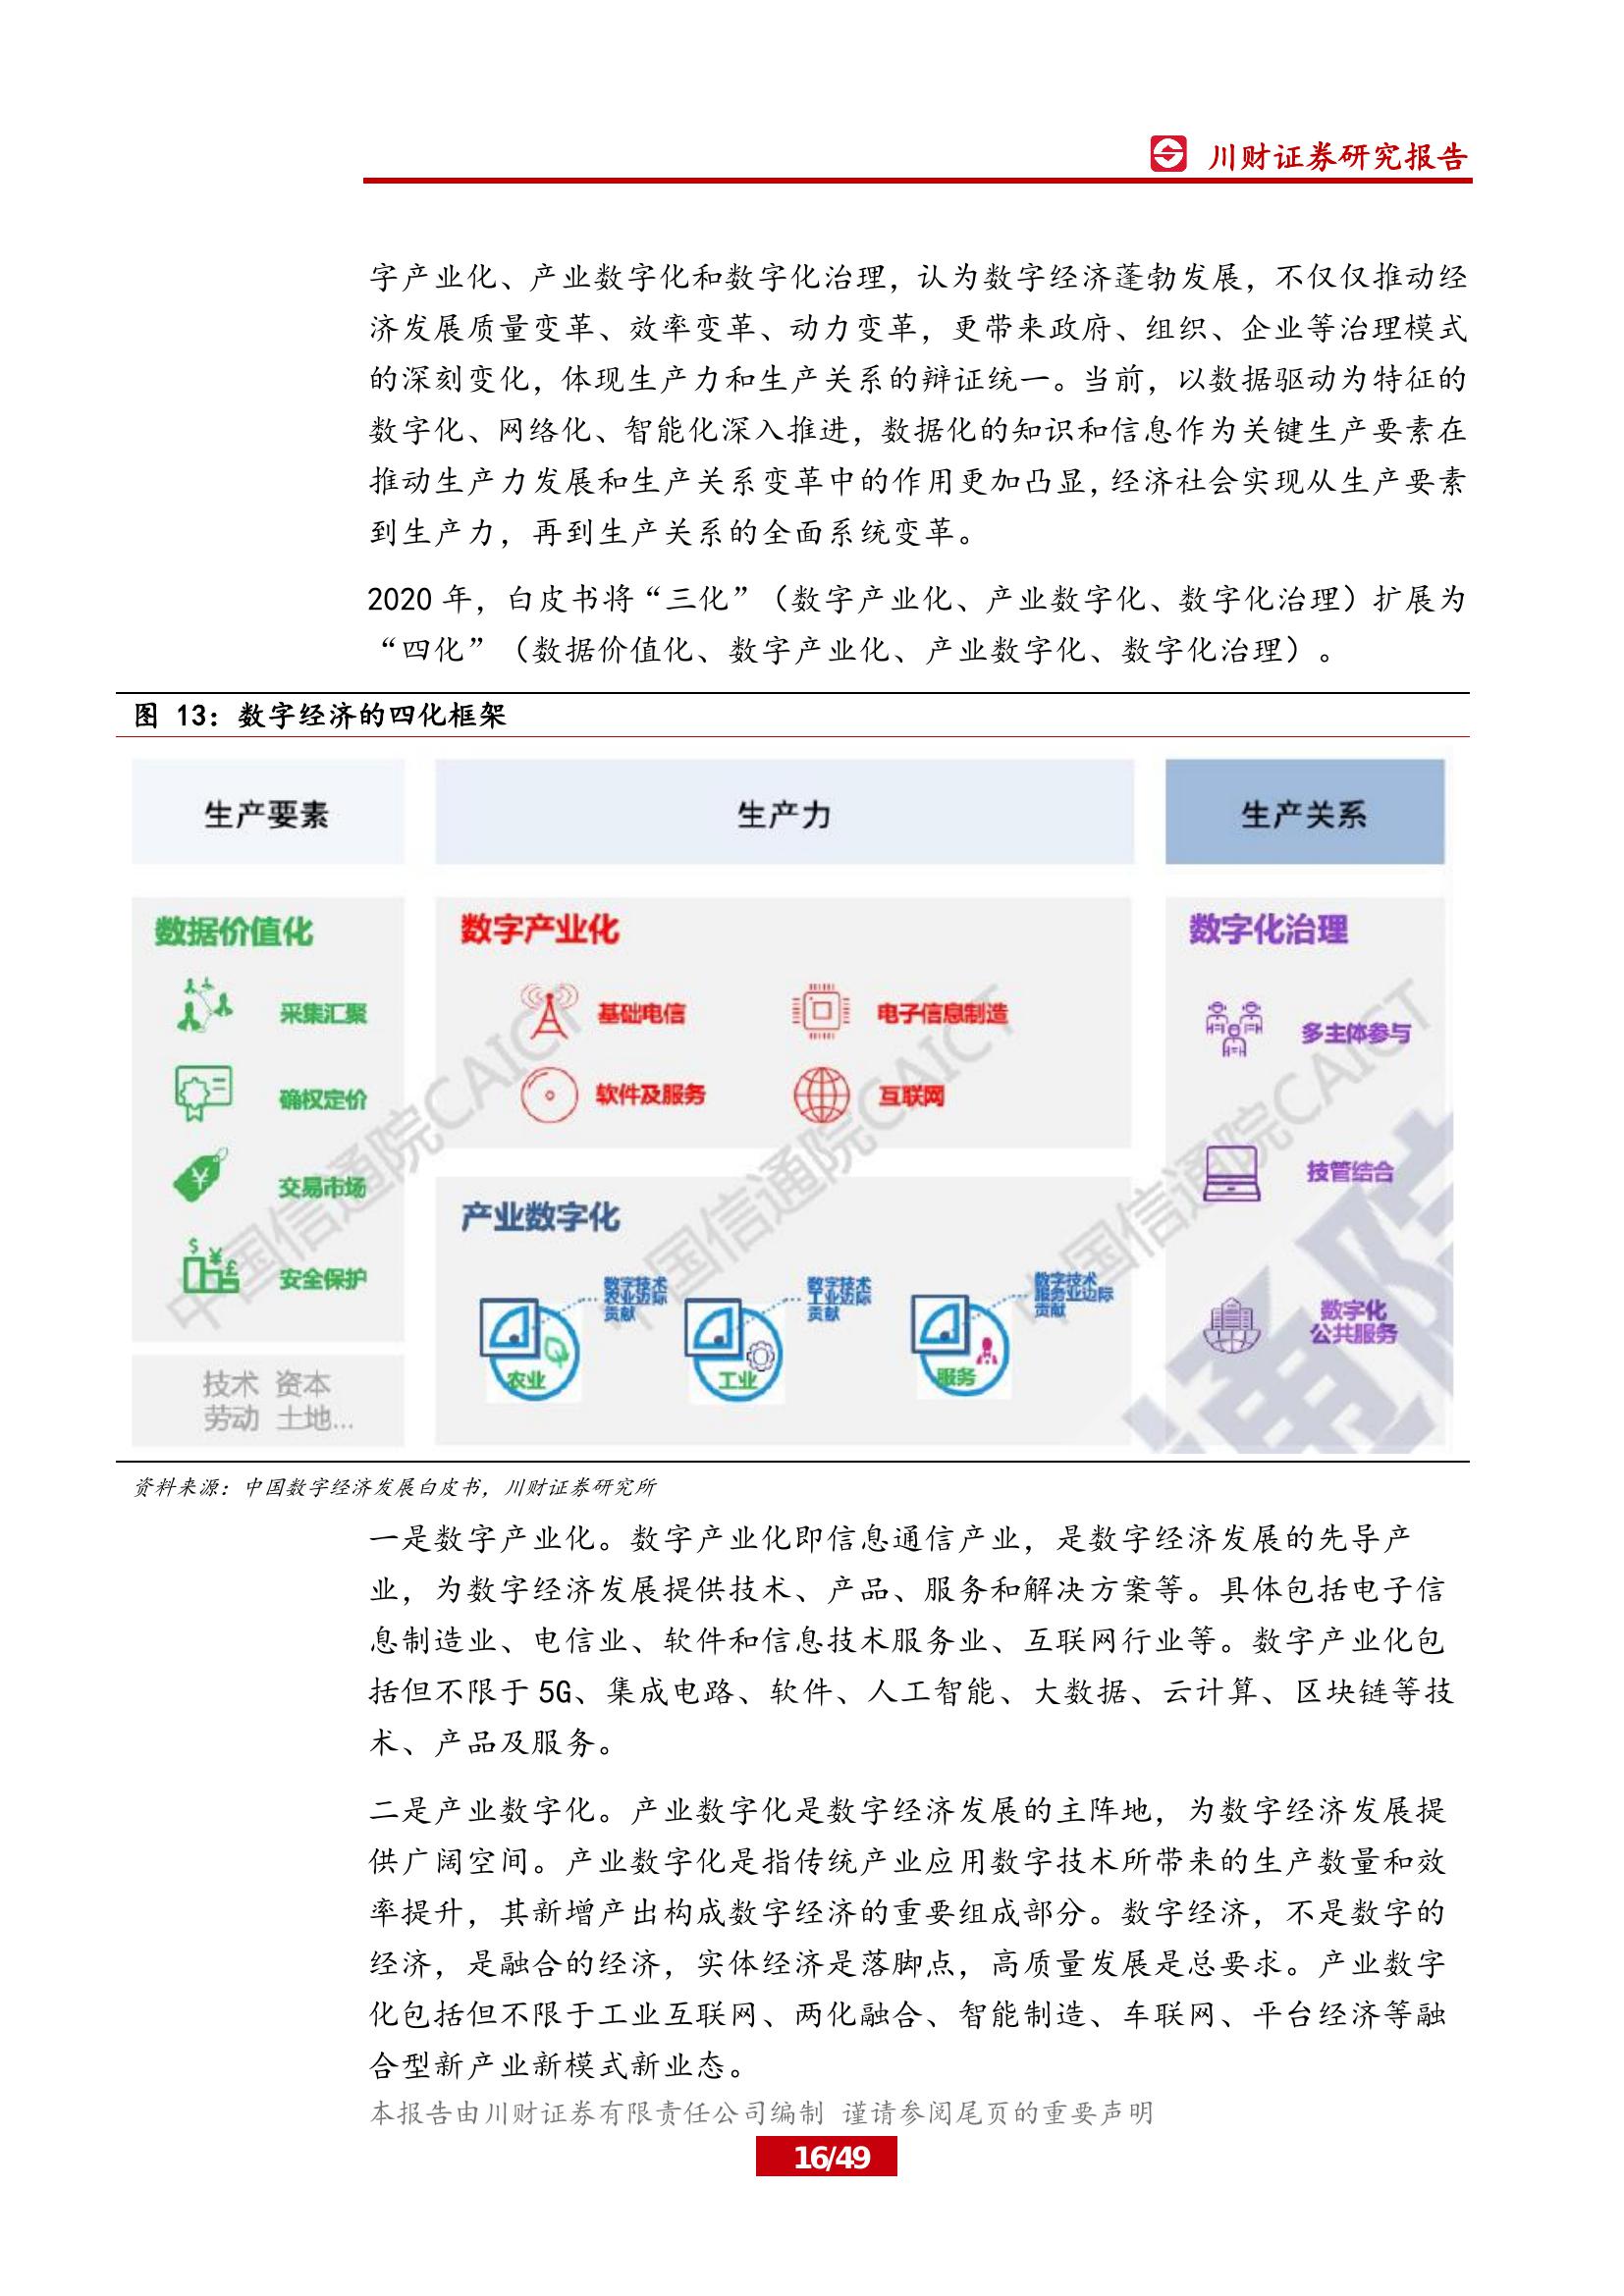 川财证券研究报告
字产业化、产业数字化和数字化治理，认为数字经济蓬勃发展，不仅仅推动经
济发展质量变革、效率变革、动力变革，更带来政府、组织、企业等治理模式
的深刻变化，体现生产力和生产关系的辩证统一。当前，以数据驱动为特征的
数字化、网络化、智能化深入推进，数据化的知识和信息作为关键生产要素在
推动生产力发展和生产关系变革中的作用更加凸显，经济社会实现从生产要素
到生产力，再到生产关系的全面系统变革。
2020 年，白皮书将“三化”（数字产业化、产业数字化、数字化治理）扩展为
“四化”（数据价值化、数字产业化、产业数字化、数字化治理）。
图 13：数字经济的四化框架
生产要素
生产力
生产关系
数据价值化
采集汇聚
确权定价
交易市场
安全保护
技术 资本
劳动 土地...
数字产业化
基础电信
电子信息制造
软件及服务
互联网
产业数字化
数字技术
农业边际
贡献
农业
数字技术
工业边际
贡献
工业
数字技术
服务业边际
贡献
服务
数字化治理
多主体参与
技管结合
数字化
公共服务
中国信通院CAICT
中国信通院CAICT
中国信通院CAICT
通院
资料来源：中国数字经济发展白皮书，川财证券研究所
一是数字产业化。数字产业化即信息通信产业，是数字经济发展的先导产
业，为数字经济发展提供技术、产品、服务和解决方案等。具体包括电子信
息制造业、电信业、软件和信息技术服务业、互联网行业等。数字产业化包
括但不限于 5G、集成电路、软件、人工智能、大数据、云计算、区块链等技
术、产品及服务。
二是产业数字化。产业数字化是数字经济发展的主阵地，为数字经济发展提
供广阔空间。产业数字化是指传统产业应用数字技术所带来的生产数量和效
率提升，其新增产出构成数字经济的重要组成部分。数字经济，不是数字的
经济，是融合的经济，实体经济是落脚点，高质量发展是总要求。产业数字
化包括但不限于工业互联网、两化融合、智能制造、车联网、平台经济等融
合型新产业新模式新业态。
本报告由川财证券有限责任公司编制 谨请参阅尾页的重要声明
16/49